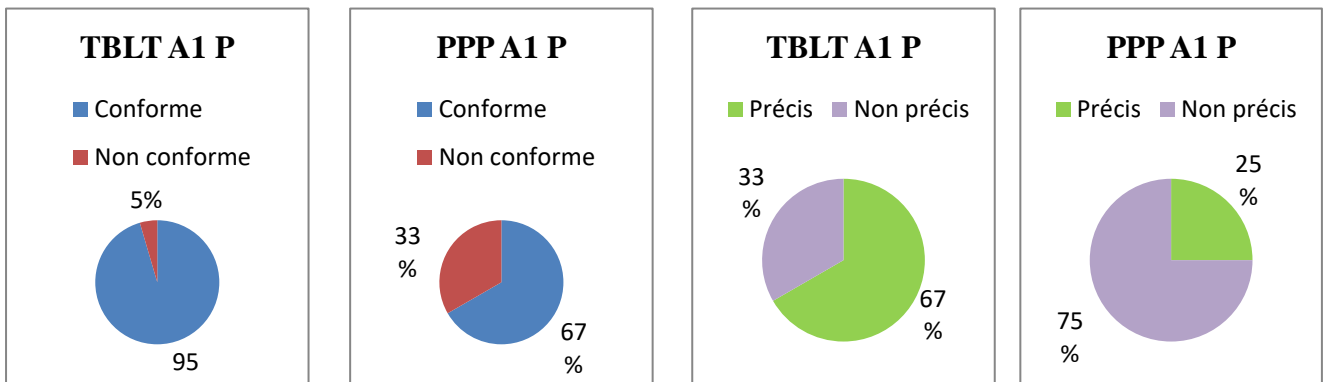 TBLT A1 P
Conforme
Non conforme
5%
95
PPP A1 P
Conforme
Non conforme
33
%
67
%
TBLT A1 P
Précis Non précis
33
%
67
%
PPP A1 P
Précis Non précis
25
%
75
%